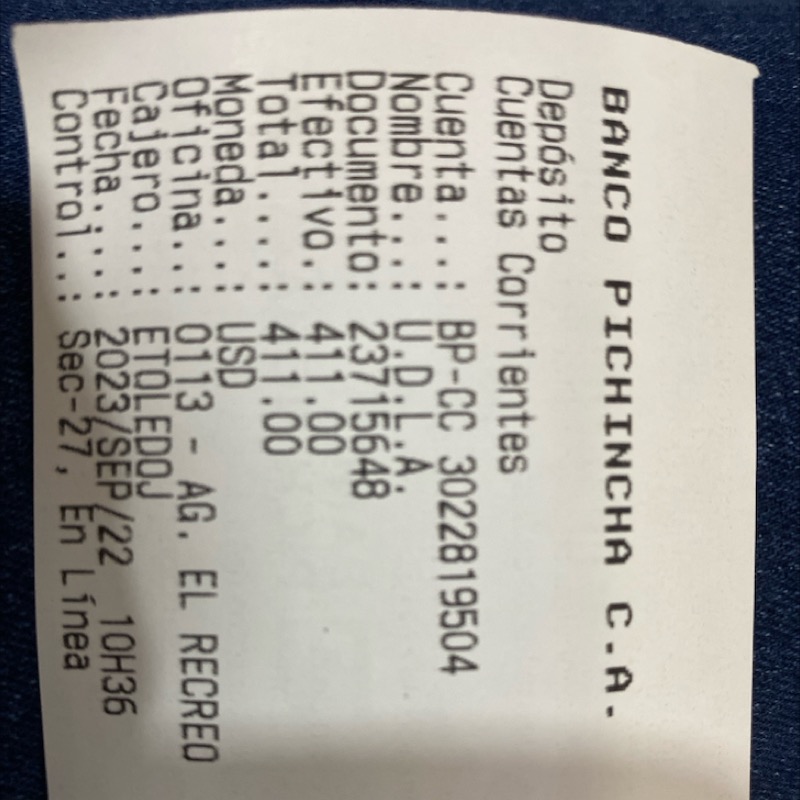 BANCO PICHINCHA C.A.
Depósito
Cuentas Corrientes
Cuenta...: BP-CC 3022819504
Nombre...: U.D.L.A.
Documento: 23715648
Efectivo.: 411.00
Total....: 411.00
Moneda...: USD
Oficina..: 0113 - AG. EL RECREO
Cajero...: ETOLEDOJ
Fecha....: 2023/SEP/22 10H36
Control..: Sec-27, En Línea